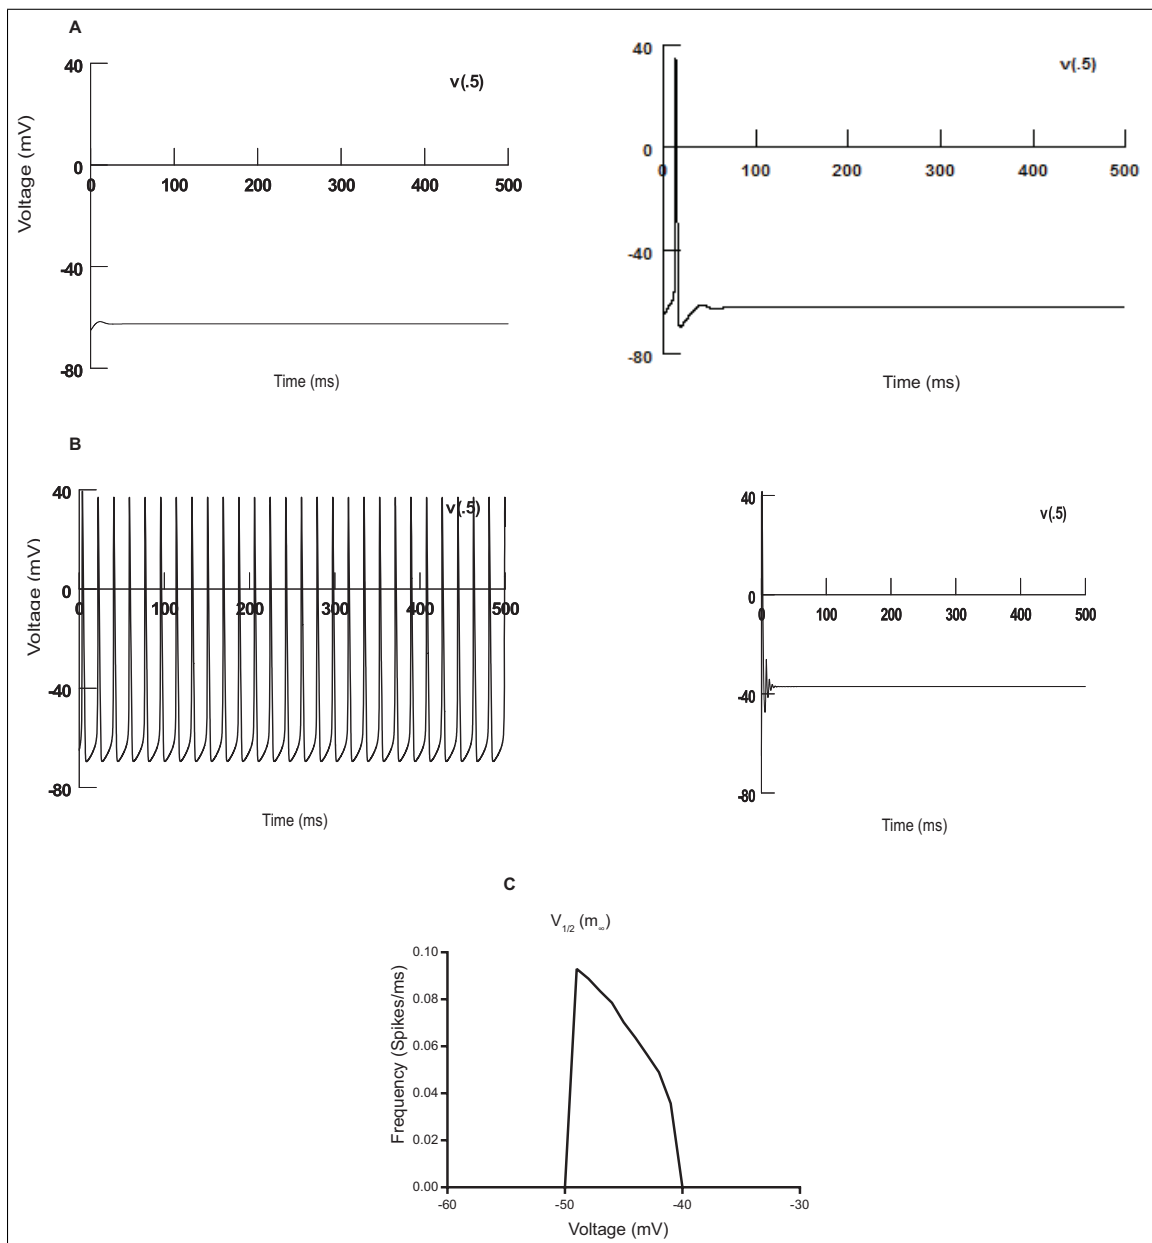 A
40
v(.5)
0
0 100 200 300 400 500
Voltage (mV)
-40
-80
Time (ms)
40
v(.5)
0
0 100 200 300 400 500
-40
-80
Time (ms)
B
40
v(.5)
0
0 100 200 300 400 500
Voltage (mV)
-40
-80
Time (ms)
40
v(.5)
0
0 100 200 300 400 500
-40
-80
Time (ms)
C
V1/2 (m∞)
0.10
0.08
0.06
0.04
0.02
0.00
Frequency (Spikes/ms)
-60 -50 -40 -30
Voltage (mV)